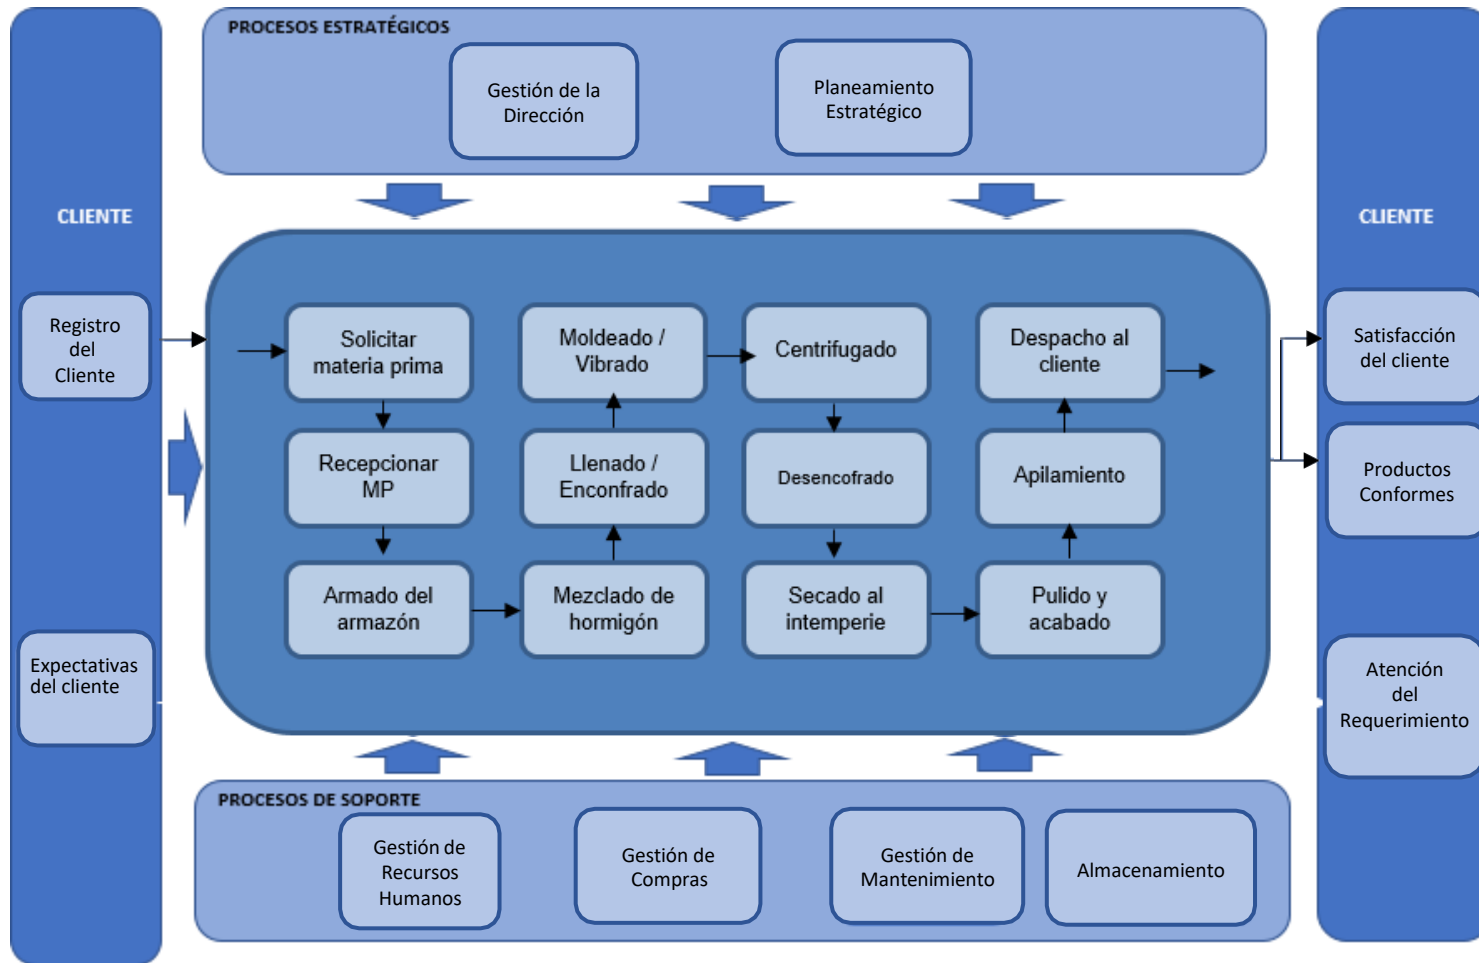 PROCESOS ESTRATÉGICOS
Gestión de la
Dirección
Planeamiento
Estratégico
CLIENTE
Registro
del
Cliente
Expectativas
del cliente
Solicitar
materia prima
Recepcionar
MP
Armado del
armazón
Mezclado de
hormigón
Llenado /
Enconfrado
Moldeado /
Vibrado
Centrifugado
Desencofrado
Secado al
intemperie
Pulido y
acabado
Apilamiento
Despacho al
cliente
CLIENTE
Satisfacción
del cliente
Productos
Conformes
Atención
del
Requerimiento
PROCESOS DE SOPORTE
Gestión de
Recursos
Humanos
Gestión de
Compras
Gestión de
Mantenimiento
Almacenamiento